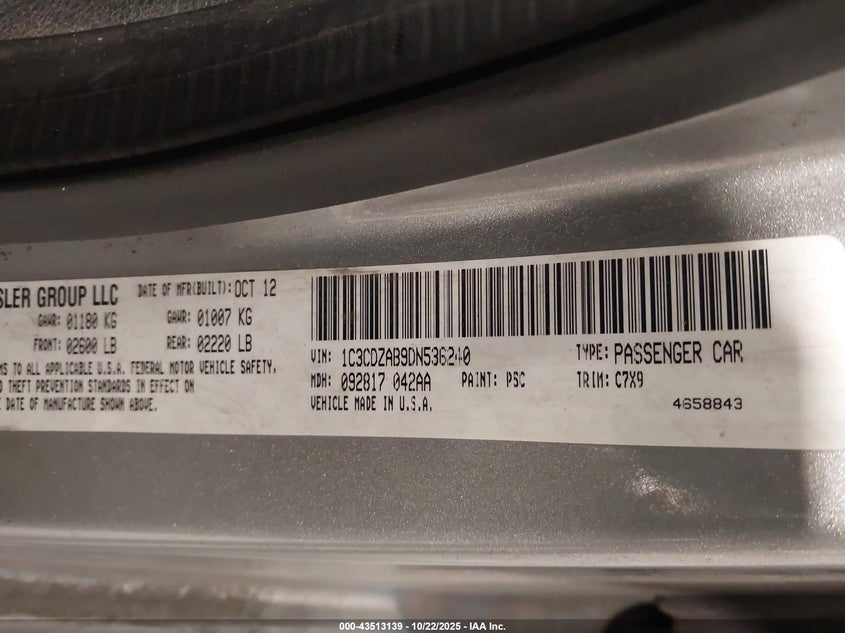 SLER GROUP LLC DATE OF MFR(BUILT): OCT 12
GAWR: 01180 KG GAWR: 01007 KG
FRONT: 02600 LB REAR: 02220 LB
MS TO ALL APPLICABLE U.S.A. FEDERAL MOTOR VEHICLE SAFETY,
D THEFT PREVENTION STANDARDS IN EFFECT ON
E DATE OF MANUFACTURE SHOWN ABOVE.
VIN: 1C3CDZAB9DN536240 TYPE: PASSENGER CAR
MDH: 092817 042AA PAINT: PSC TRIM: C7X9
VEHICLE MADE IN U.S.A. 4658843
000-43513139 - 10/22/2025 - IAA Inc.